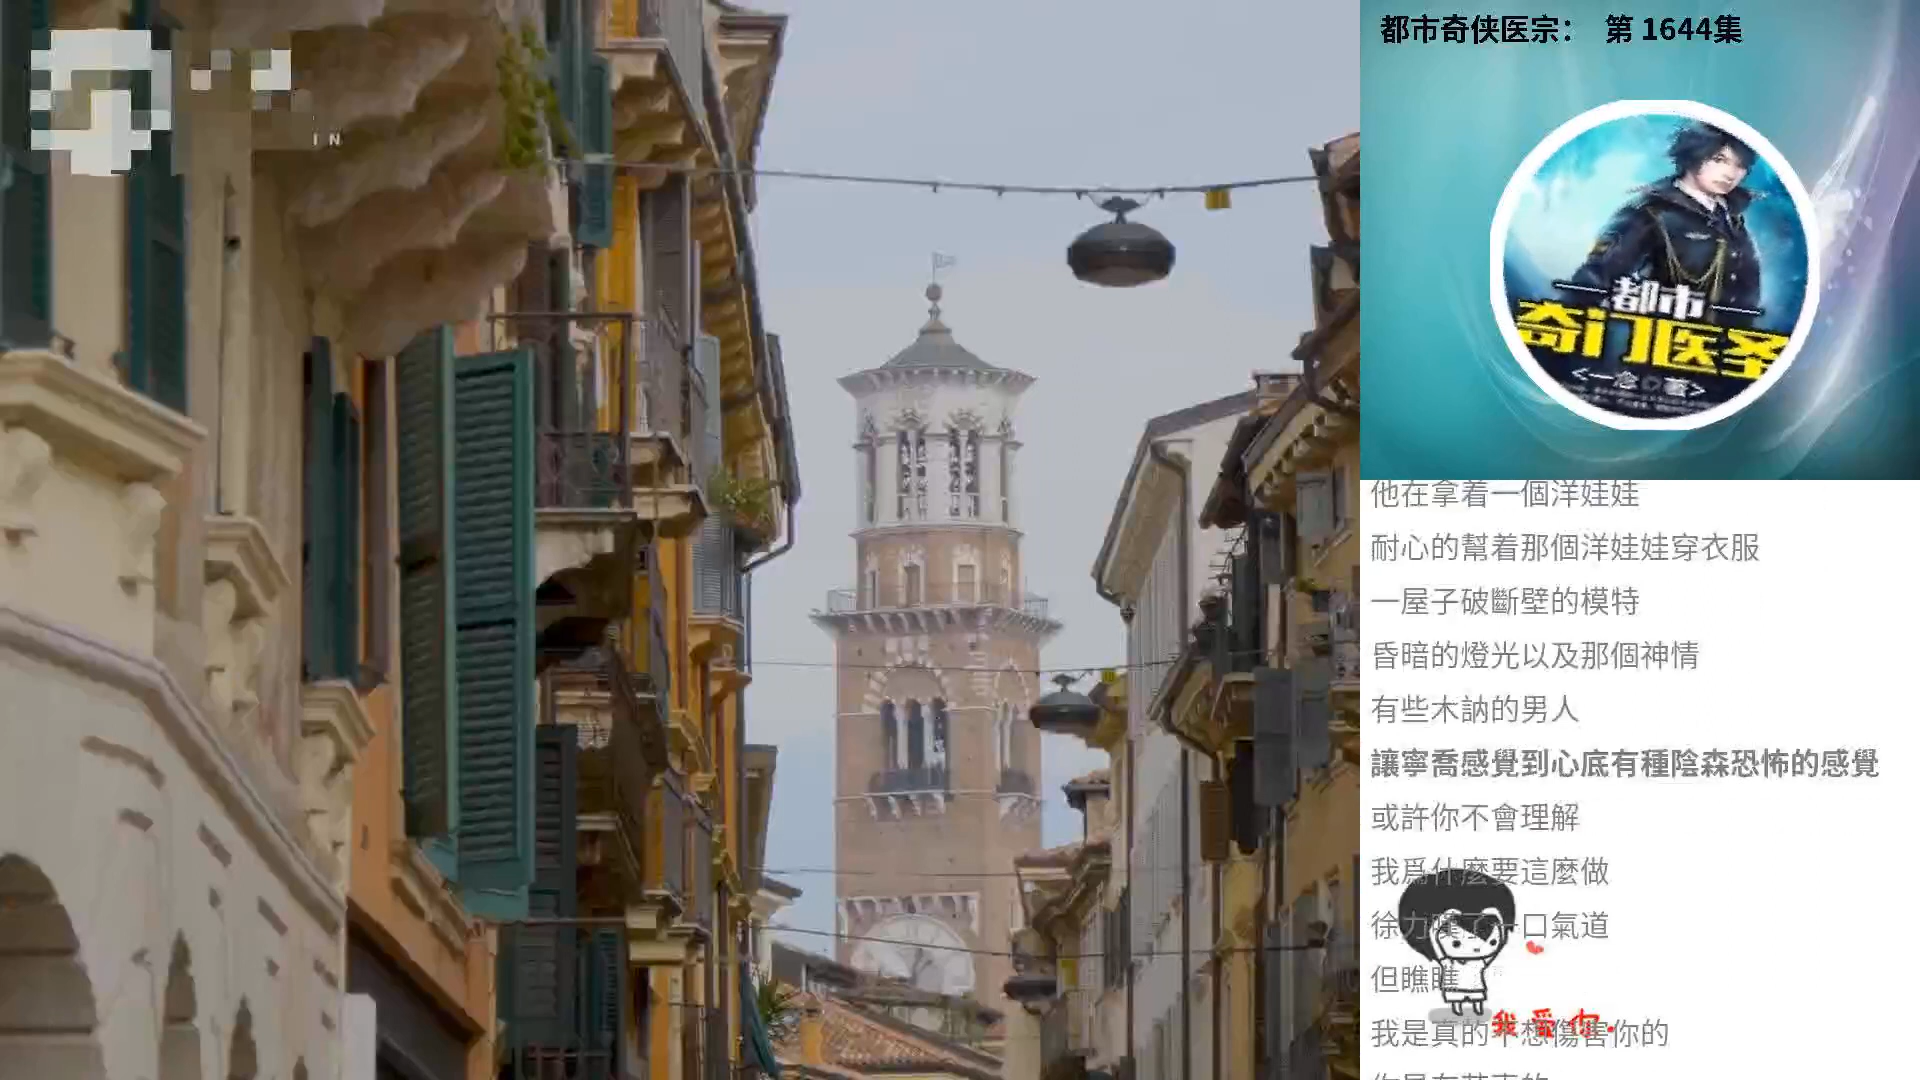 IN
都市奇侠医宗： 第 1644集
都市
奇门医圣
他在拿着一個洋娃娃
耐心的幫着那個洋娃娃穿衣服
一屋子破斷壁的模特
昏暗的燈光以及那個神情
有些木訥的男人
讓寧喬感覺到心底有種陰森恐怖的感覺
或許你不會理解
我爲什麼要這麼做
徐力嘆了一口氣道
但瞧瞧
我是真的不想傷害你的
我爱你.